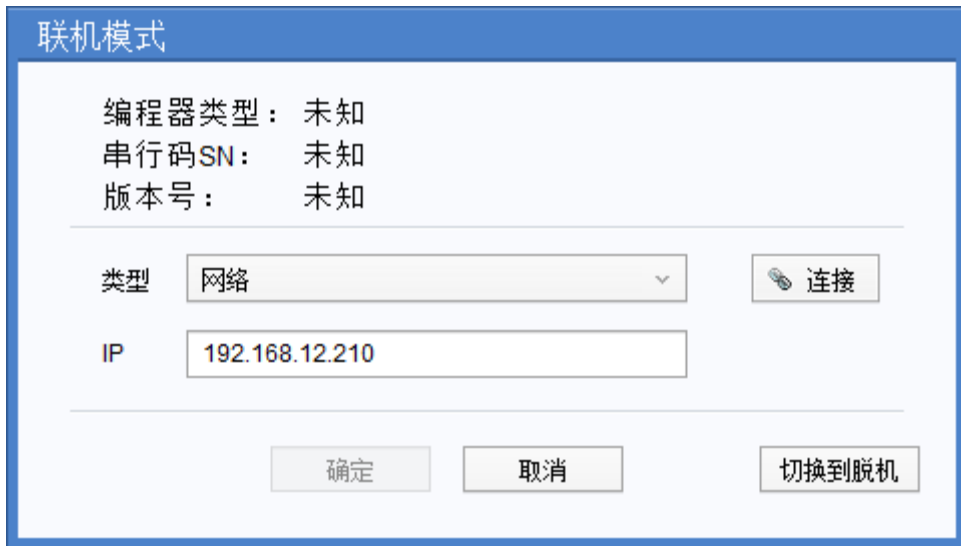 联机模式
编程器类型： 未知
串行码SN： 未知
版本号： 未知
类型 网络 连接
IP 192.168.12.210
确定 取消 切换到脱机